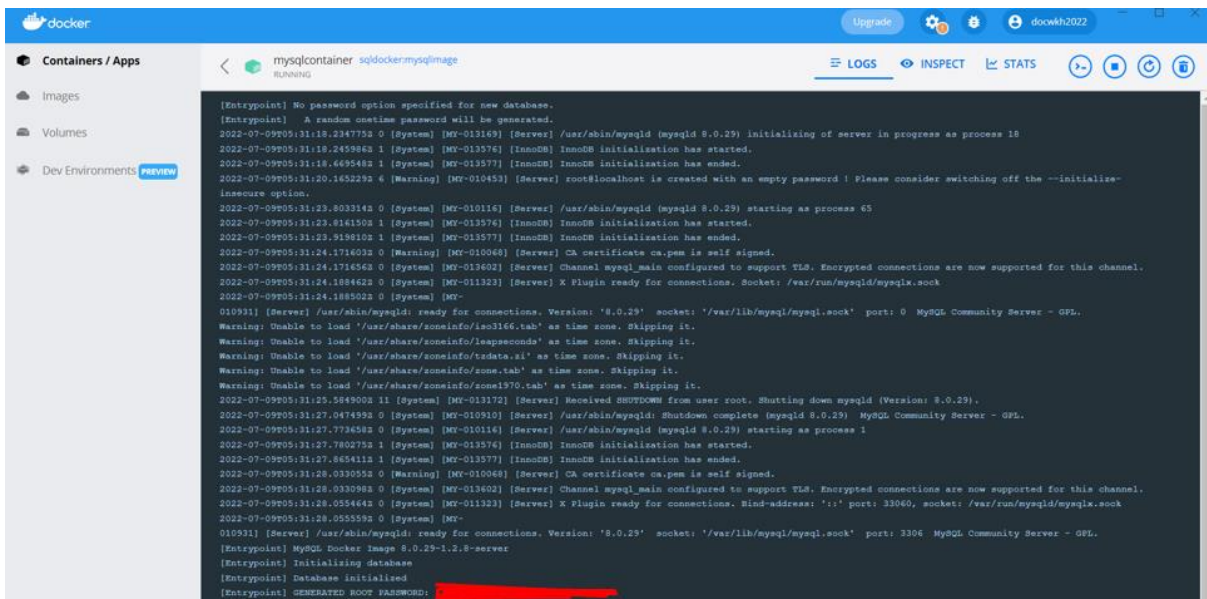 docker
Upgrade
docwkh2022
Containers / Apps
Images
Volumes
Dev Environments PREVIEW
mysqlcontainer sqldocker:mysqlimage
RUNNING
LOGS
INSPECT
STATS
[Entrypoint] No password option specified for new database.
[Entrypoint] A random onetime password will be generated.
2022-07-09T05:31:18.234775Z 0 [System] [MY-013169] [Server] /usr/sbin/mysqld (mysqld 8.0.29) initializing of server in progress as process 18
2022-07-09T05:31:18.245986Z 1 [System] [MY-013576] [InnoDB] InnoDB initialization has started.
2022-07-09T05:31:18.669548Z 1 [System] [MY-013577] [InnoDB] InnoDB initialization has ended.
2022-07-09T05:31:20.165229Z 6 [Warning] [MY-010453] [Server] root@localhost is created with an empty password ! Please consider switching off the --initialize-
insecure option.
2022-07-09T05:31:23.803314Z 0 [System] [MY-010116] [Server] /usr/sbin/mysqld (mysqld 8.0.29) starting as process 65
2022-07-09T05:31:23.816150Z 1 [System] [MY-013576] [InnoDB] InnoDB initialization has started.
2022-07-09T05:31:23.919810Z 1 [System] [MY-013577] [InnoDB] InnoDB initialization has ended.
2022-07-09T05:31:24.171603Z 0 [Warning] [MY-010068] [Server] CA certificate ca.pem is self signed.
2022-07-09T05:31:24.171656Z 0 [System] [MY-013602] [Server] Channel mysql_main configured to support TLS. Encrypted connections are now supported for this channel.
2022-07-09T05:31:24.188462Z 0 [System] [MY-011323] [Server] X Plugin ready for connections. Socket: /var/run/mysqld/mysqlx.sock
2022-07-09T05:31:24.188502Z 0 [System] [MY-
010931] [Server] /usr/sbin/mysqld: ready for connections. Version: '8.0.29' socket: '/var/lib/mysql/mysql.sock' port: 0 MySQL Community Server - GPL.
Warning: Unable to load '/usr/share/zoneinfo/iso3166.tab' as time zone. Skipping it.
Warning: Unable to load '/usr/share/zoneinfo/leapseconds' as time zone. Skipping it.
Warning: Unable to load '/usr/share/zoneinfo/tzdata.zi' as time zone. Skipping it.
Warning: Unable to load '/usr/share/zoneinfo/zone.tab' as time zone. Skipping it.
Warning: Unable to load '/usr/share/zoneinfo/zone1970.tab' as time zone. Skipping it.
2022-07-09T05:31:25.584900Z 11 [System] [MY-013172] [Server] Received SHUTDOWN from user root. Shutting down mysqld (Version: 8.0.29).
2022-07-09T05:31:27.047499Z 0 [System] [MY-010910] [Server] /usr/sbin/mysqld: Shutdown complete (mysqld 8.0.29) MySQL Community Server - GPL.
2022-07-09T05:31:27.773658Z 0 [System] [MY-010116] [Server] /usr/sbin/mysqld (mysqld 8.0.29) starting as process 1
2022-07-09T05:31:27.780275Z 1 [System] [MY-013576] [InnoDB] InnoDB initialization has started.
2022-07-09T05:31:27.865411Z 1 [System] [MY-013577] [InnoDB] InnoDB initialization has ended.
2022-07-09T05:31:28.033055Z 0 [Warning] [MY-010068] [Server] CA certificate ca.pem is self signed.
2022-07-09T05:31:28.033098Z 0 [System] [MY-013602] [Server] Channel mysql_main configured to support TLS. Encrypted connections are now supported for this channel.
2022-07-09T05:31:28.055464Z 0 [System] [MY-011323] [Server] X Plugin ready for connections. Bind-address: '::' port: 33060, socket: /var/run/mysqld/mysqlx.sock
2022-07-09T05:31:28.055559Z 0 [System] [MY-
010931] [Server] /usr/sbin/mysqld: ready for connections. Version: '8.0.29' socket: '/var/lib/mysql/mysql.sock' port: 3306 MySQL Community Server - GPL.
[Entrypoint] MySQL Docker Image 8.0.29-1.2.8-server
[Entrypoint] Initializing database
[Entrypoint] Database initialized
[Entrypoint] GENERATED ROOT PASSWORD: